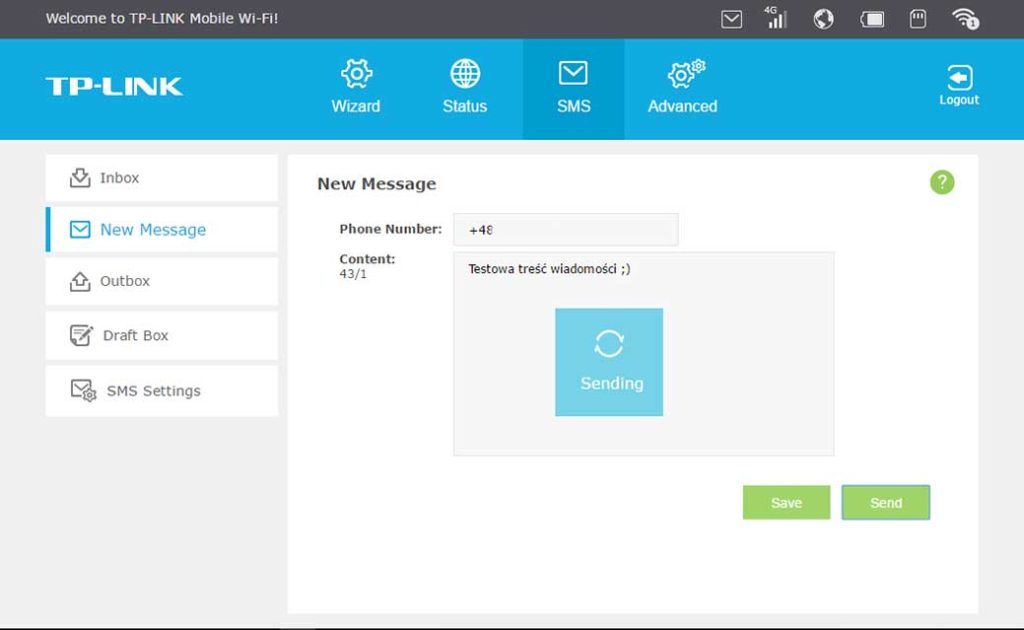 Welcome to TP-LINK Mobile Wi-Fi!
4G
1
TP-LINK
Wizard
Status
SMS
Advanced
Logout
Inbox
New Message
Outbox
Draft Box
SMS Settings
New Message
?
Phone Number:
+48
Content:
43/1
Testowa treść wiadomości ;)
Sending
Save
Send